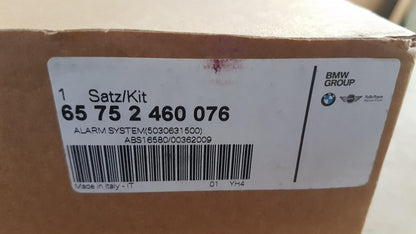 1 Satz/Kit
65 75 2 460 076
ALARM SYSTEM(5030631500)
ABS16580/00362009
Made in Italy - IT 01 YH4
BMW
GROUP